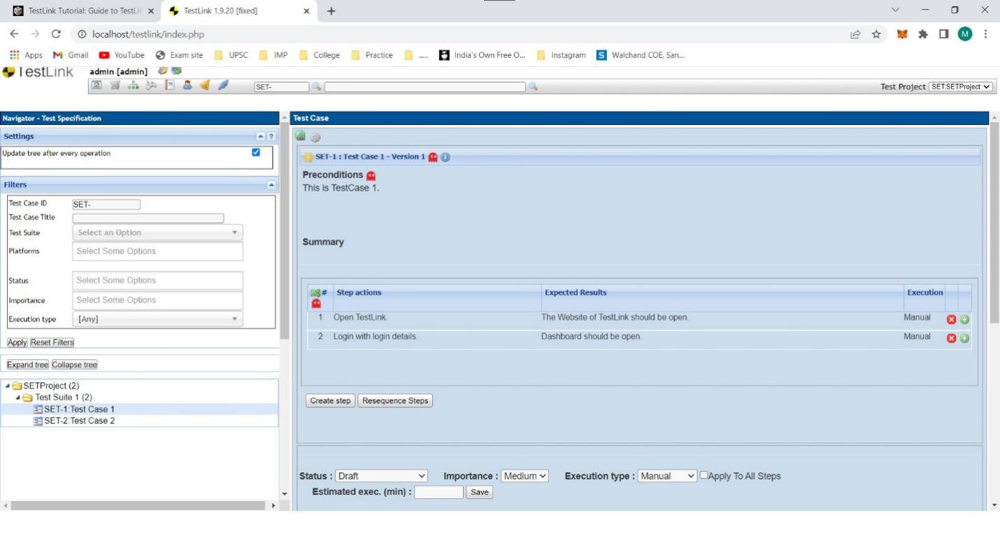 TestLink Tutorial: Guide to TestLin
TestLink 1.9.20 [fixed]
localhost/testlink/index.php
M
Apps
Gmail
YouTube
Exam site
UPSC
IMP
College
Practice
.....
India's Own Free O...
Instagram
S
Walchand COE, San...
TestLink
admin [admin]
SET-
Test Project SET:SETProject
Navigator - Test Specification
Settings
?
Update tree after every operation
Filters
Test Case ID SET-
Test Case Title
Test Suite Select an Option
Platforms Select Some Options
Status Select Some Options
Importance Select Some Options
Execution type [Any]
Apply Reset Filters
Expand tree Collapse tree
SETProject (2)
Test Suite 1 (2)
SET-1:Test Case 1
SET-2:Test Case 2
Test Case
SET-1 : Test Case 1 - Version 1
Preconditions
This is TestCase 1.
Summary
# Step actions Expected Results Execution
1 Open TestLink. The Website of TestLink should be open. Manual
2 Login with login details. Dashboard should be open. Manual
Create step Resequence Steps
Status : Draft Importance : Medium Execution type : Manual Apply To All Steps
Estimated exec. (min) : Save